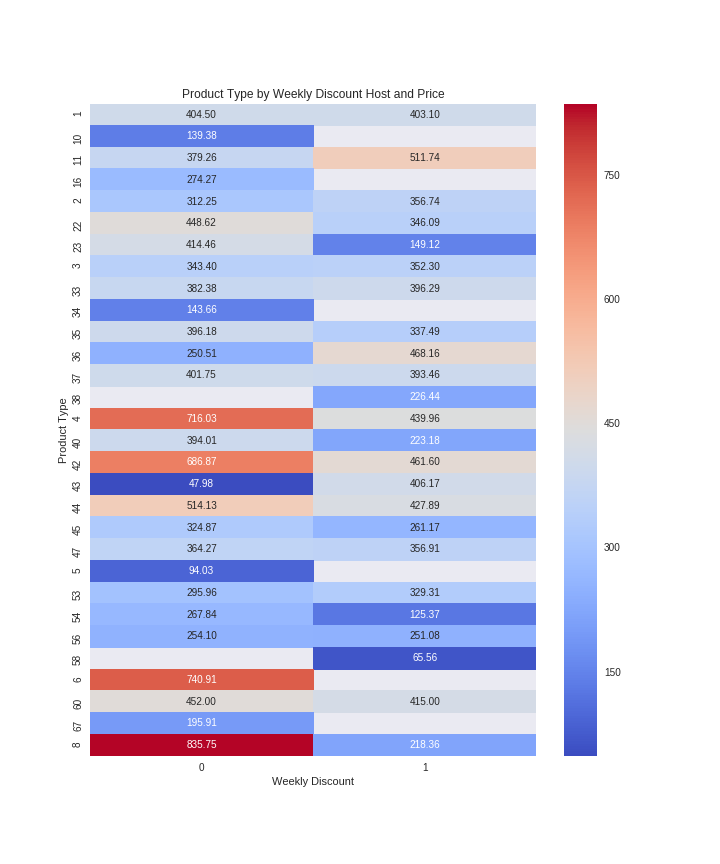 Product Type by Weekly Discount Host and Price
1 404.50 403.10
10 139.38
11 379.26 511.74
16 274.27
2 312.25 356.74
22 448.62 346.09
23 414.46 149.12
3 343.40 352.30
33 382.38 396.29
34 143.66
35 396.18 337.49
36 250.51 468.16
37 401.75 393.46
38 226.44
4 716.03 439.96
40 394.01 223.18
42 686.87 461.60
43 47.98 406.17
44 514.13 427.89
45 324.87 261.17
47 364.27 356.91
5 94.03
53 295.96 329.31
54 267.84 125.37
56 254.10 251.08
58 65.56
6 740.91
60 452.00 415.00
67 195.91
8 835.75 218.36
Product Type
0 1
Weekly Discount
750
600
450
300
150